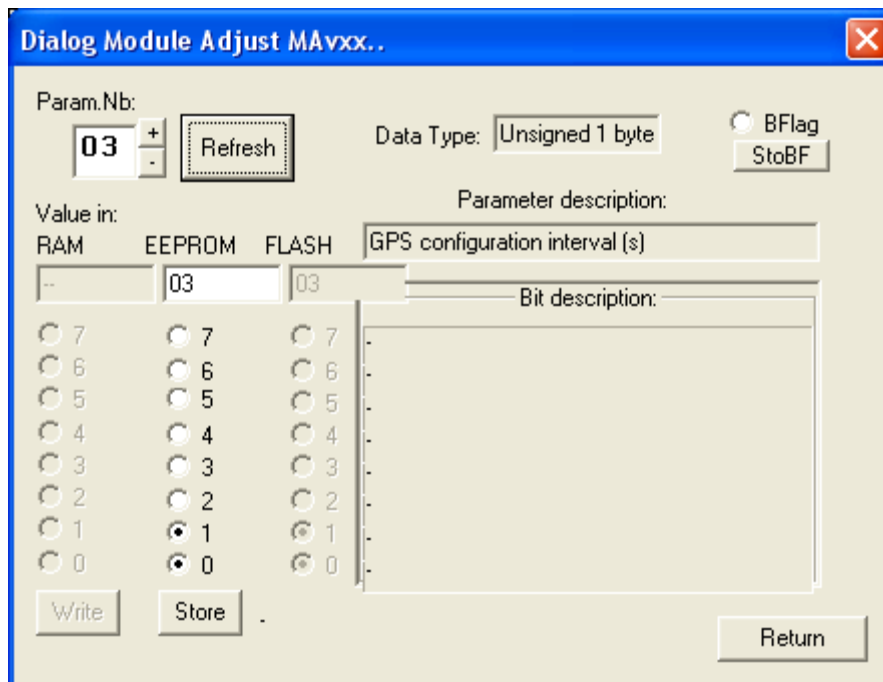 Dialog Module Adjust MAvxx..
Param.Nb:
03
+
-
Refresh
Data Type:
Unsigned 1 byte
BFlag
StoBF
Value in:
Parameter description:
RAM EEPROM FLASH
GPS configuration interval (s)
-- 03 03
Bit description:
7 7 7 -
6 6 6 -
5 5 5 -
4 4 4 -
3 3 3 -
2 2 2 -
1 1 1 -
0 0 0 -
Write Store .
Return